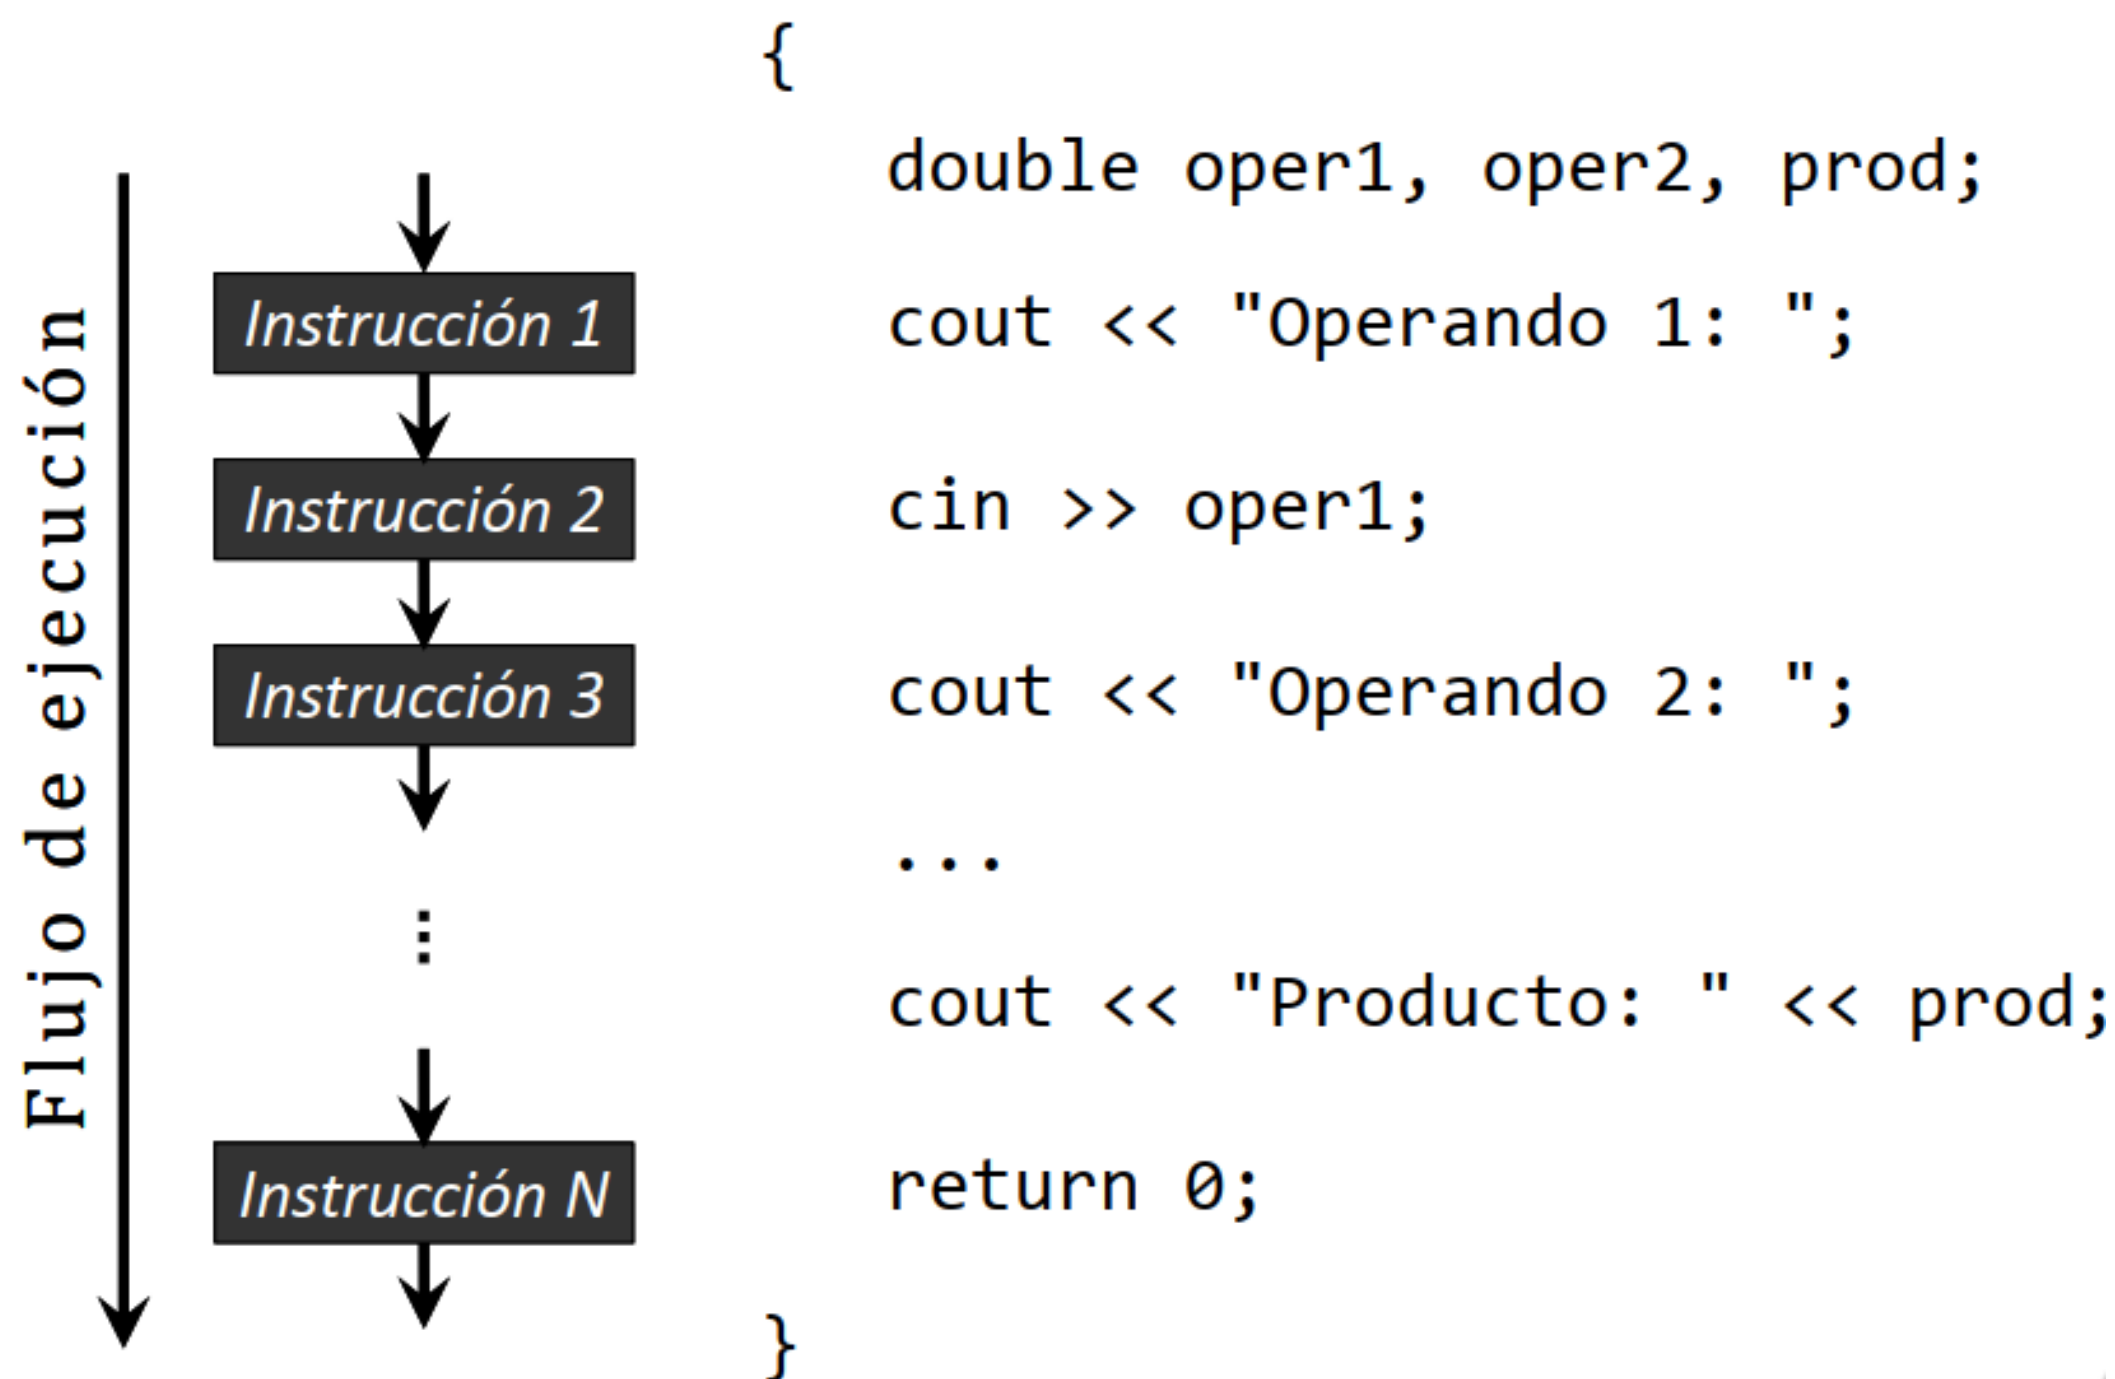 Flujo de ejecución
{
double oper1, oper2, prod;
Instrucción 1
cout << "Operando 1: ";
Instrucción 2
cin >> oper1;
Instrucción 3
cout << "Operando 2: ";
...
⋮
cout << "Producto: " << prod;
Instrucción N
return 0;
}